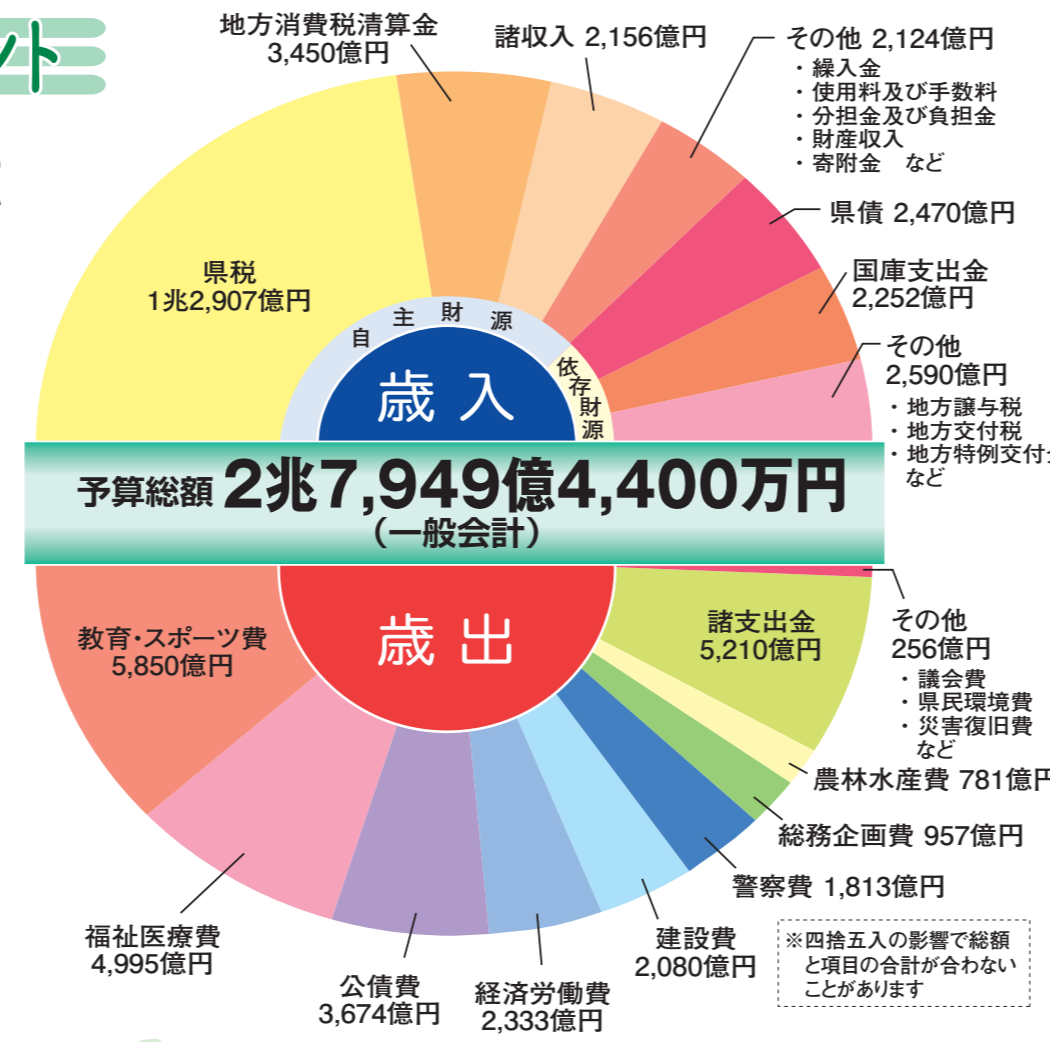 ント
地方消費税清算金
3,450億円
諸収入 2,156億円
その他 2,124億円
・繰入金
・使用料及び手数料
・分担金及び負担金
・財産収入
・寄附金 など
県債 2,470億円
国庫支出金
2,252億円
その他
2,590億円
・地方譲与税
・地方交付税
・地方特例交付
など
県税
1兆2,907億円
自主財源
依存財源
歳入
予算総額 2兆7,949億4,400万円
（一般会計）
歳出
教育・スポーツ費
5,850億円
諸支出金
5,210億円
その他
256億円
・議会費
・県民環境費
・災害復旧費
など
農林水産費 781億円
総務企画費 957億円
警察費 1,813億円
建設費
2,080億円
経済労働費
2,333億円
公債費
3,674億円
福祉医療費
4,995億円
※四捨五入の影響で総額
と項目の合計が合わない
ことがあります